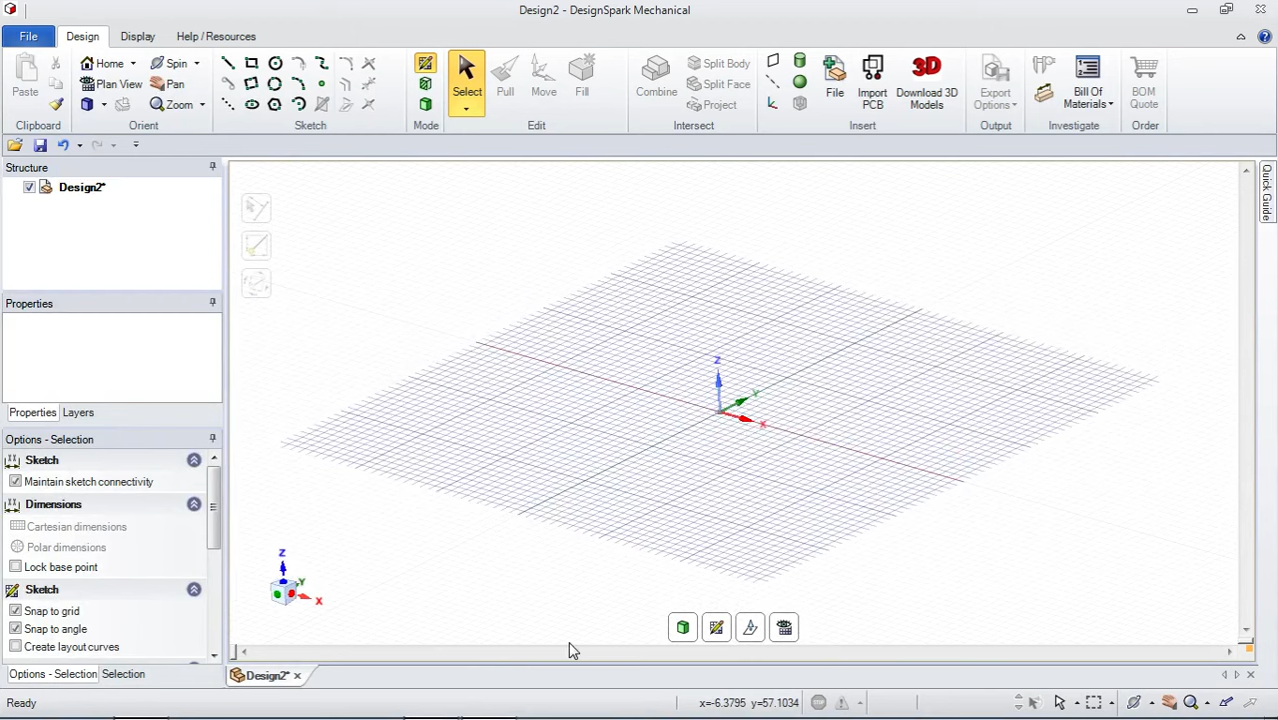 Design2 - DesignSpark Mechanical
File Design Display Help / Resources
Paste
Clipboard
Home Spin
Plan View Pan
Zoom
Orient
Sketch
Mode
Select Pull Move Fill
Edit
Combine Split Body
Split Face
Project
Intersect
File Import PCB Download 3D Models
3D
Insert
Export Options
Output
Bill Of Materials
Investigate
BOM Quote
Order
Structure
Design2*
Properties
Properties Layers
Options - Selection
Sketch
Maintain sketch connectivity
Dimensions
Cartesian dimensions
Polar dimensions
Lock base point
Sketch
Snap to grid
Snap to angle
Create layout curves
Options - Selection Selection
Z
Y
X
Z
Y
X
Quick Guide
Design2*
Ready
x=-6.3795 y=57.1034